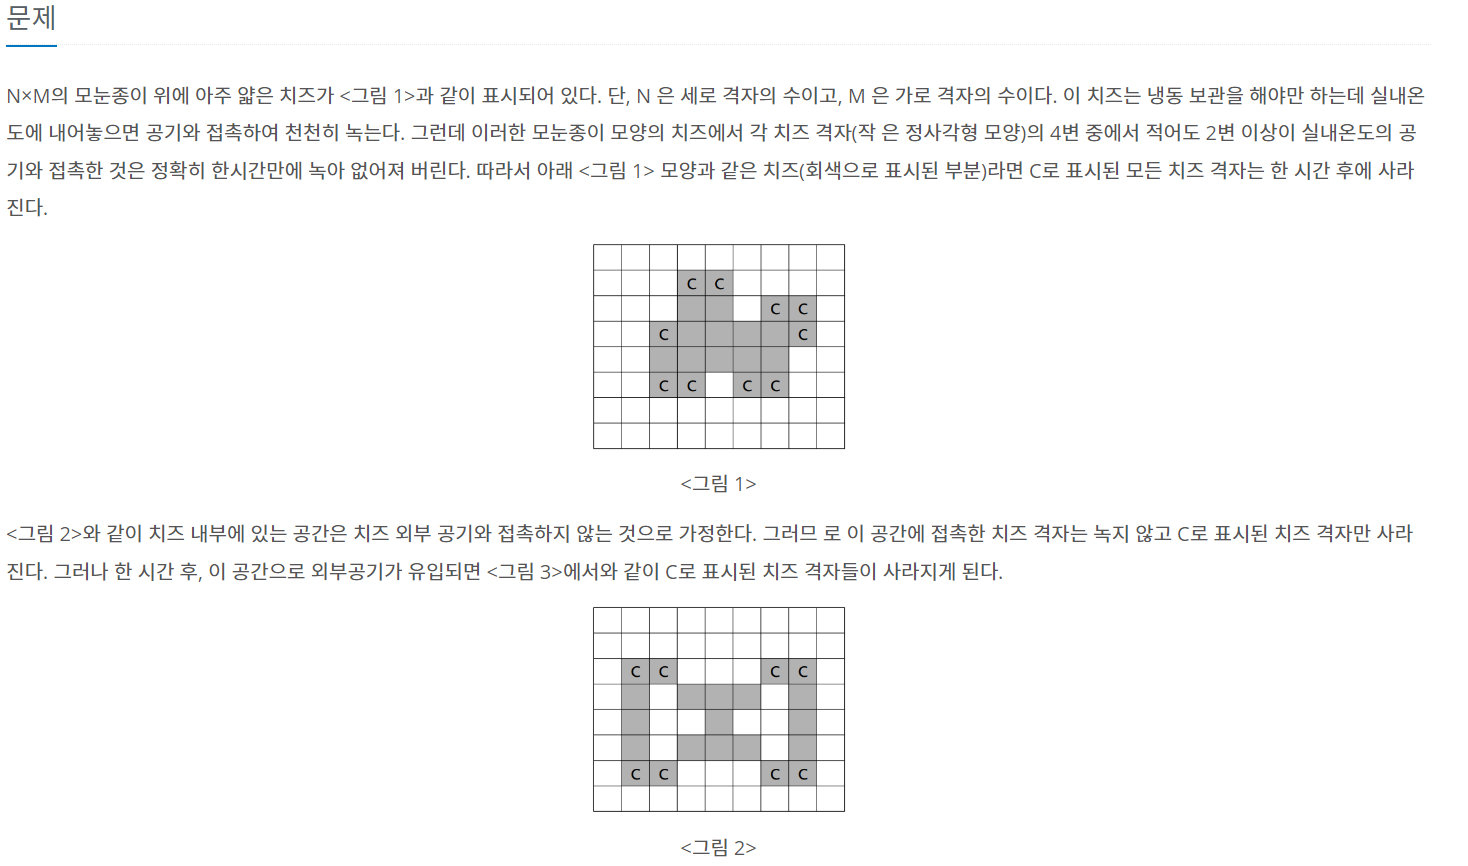 문제
N×M의 모눈종이 위에 아주 얇은 치즈가 <그림 1>과 같이 표시되어 있다. 단, N 은 세로 격자의 수이고, M 은 가로 격자의 수이다. 이 치즈는 냉동 보관을 해야만 하는데 실내온
도에 내어놓으면 공기와 접촉하여 천천히 녹는다. 그런데 이러한 모눈종이 모양의 치즈에서 각 치즈 격자(작 은 정사각형 모양)의 4변 중에서 적어도 2변 이상이 실내온도의 공
기와 접촉한 것은 정확히 한시간만에 녹아 없어져 버린다. 따라서 아래 <그림 1> 모양과 같은 치즈(회색으로 표시된 부분)라면 C로 표시된 모든 치즈 격자는 한 시간 후에 사라
진다.
C C
C C
C C
C C C C
<그림 1>
<그림 2>와 같이 치즈 내부에 있는 공간은 치즈 외부 공기와 접촉하지 않는 것으로 가정한다. 그러므 로 이 공간에 접촉한 치즈 격자는 녹지 않고 C로 표시된 치즈 격자만 사라
진다. 그러나 한 시간 후, 이 공간으로 외부공기가 유입되면 <그림 3>에서와 같이 C로 표시된 치즈 격자들이 사라지게 된다.
C C C C
C C C C
<그림 2>